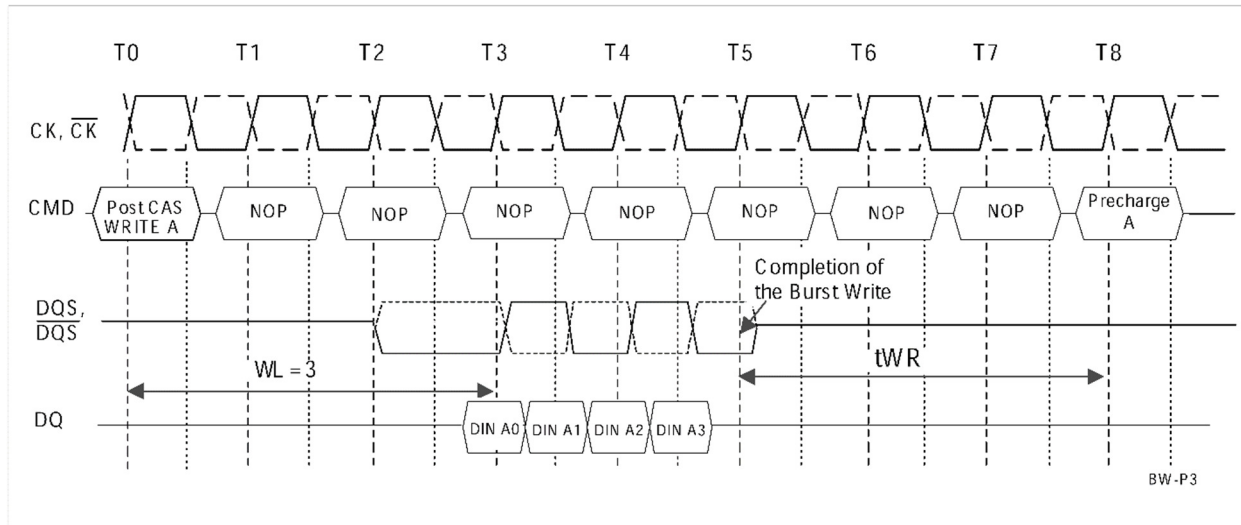 T0 T1 T2 T3 T4 T5 T6 T7 T8
CK, CK
CMD
Post CAS
WRITE A
NOP NOP NOP NOP NOP NOP NOP
Precharge
A
Completion of
the Burst Write
DQS,
DQS
WL = 3
tWR
DQ
DIN A0 DIN A1 DIN A2 DIN A3
BW-P3